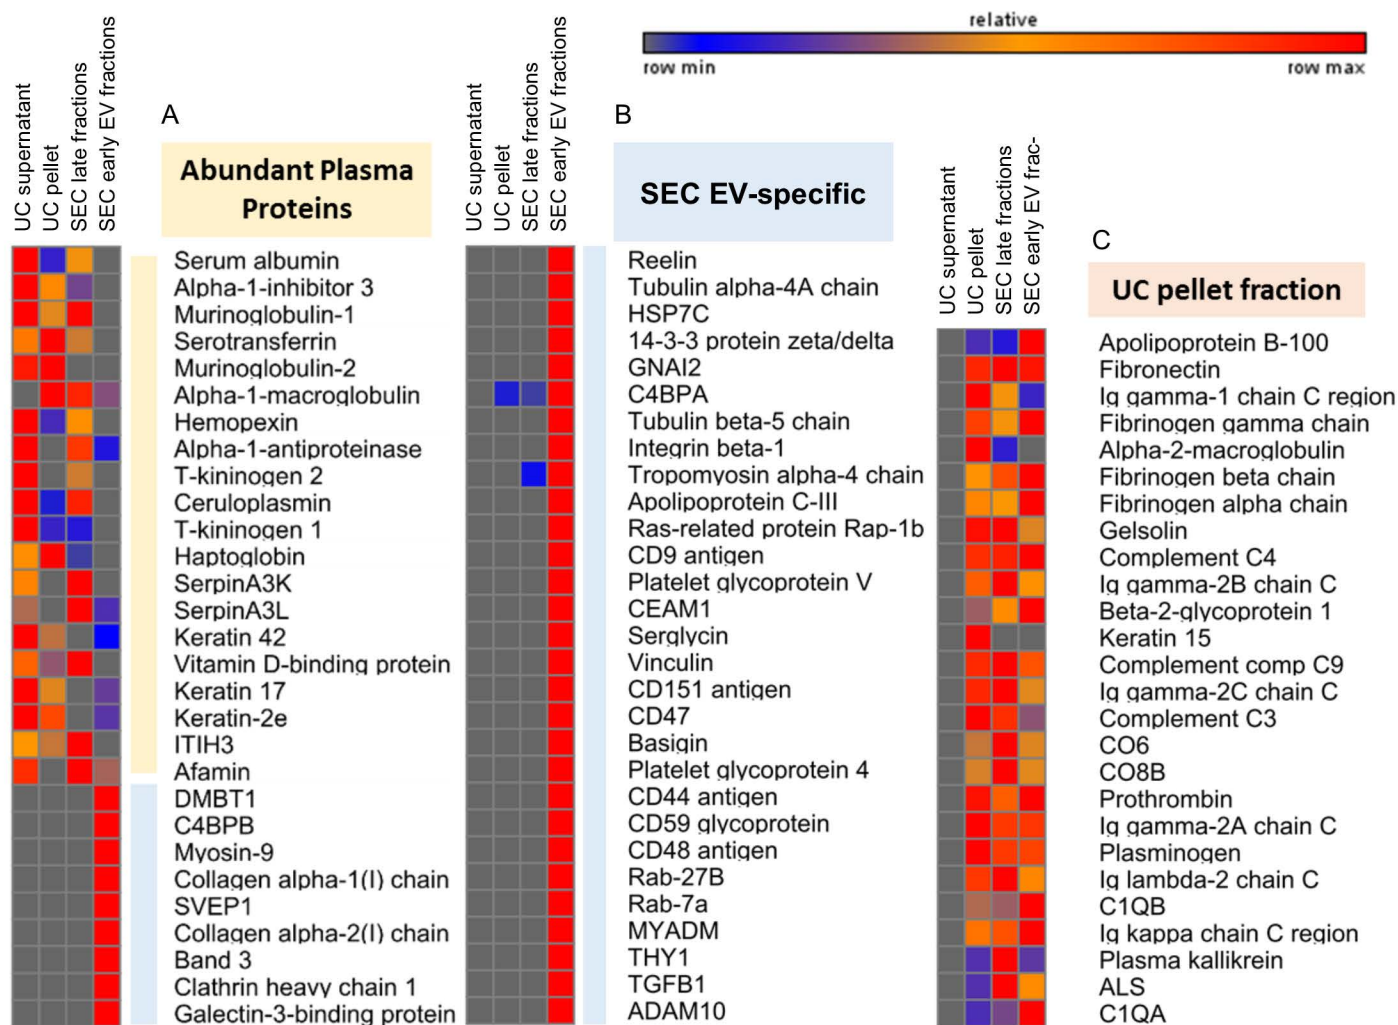 relative
row min
row max
UC supernatant
UC pellet
SEC late fractions
SEC early EV fractions
A
Abundant Plasma
Proteins
Serum albumin
Alpha-1-inhibitor 3
Murinoglobulin-1
Serotransferrin
Murinoglobulin-2
Alpha-1-macroglobulin
Hemopexin
Alpha-1-antiproteinase
T-kininogen 2
Ceruloplasmin
T-kininogen 1
Haptoglobin
SerpinA3K
SerpinA3L
Keratin 42
Vitamin D-binding protein
Keratin 17
Keratin-2e
ITIH3
Afamin
DMBT1
C4BPB
Myosin-9
Collagen alpha-1(I) chain
SVEP1
Collagen alpha-2(I) chain
Band 3
Clathrin heavy chain 1
Galectin-3-binding protein
UC supernatant
UC pellet
SEC late fractions
SEC early EV fractions
B
SEC EV-specific
Reelin
Tubulin alpha-4A chain
HSP7C
14-3-3 protein zeta/delta
GNAI2
C4BPA
Tubulin beta-5 chain
Integrin beta-1
Tropomyosin alpha-4 chain
Apolipoprotein C-III
Ras-related protein Rap-1b
CD9 antigen
Platelet glycoprotein V
CEAM1
Serglycin
Vinculin
CD151 antigen
CD47
Basigin
Platelet glycoprotein 4
CD44 antigen
CD59 glycoprotein
CD48 antigen
Rab-27B
Rab-7a
MYADM
THY1
TGFB1
ADAM10
UC supernatant
UC pellet
SEC late fractions
SEC early EV frac-
C
UC pellet fraction
Apolipoprotein B-100
Fibronectin
Ig gamma-1 chain C region
Fibrinogen gamma chain
Alpha-2-macroglobulin
Fibrinogen beta chain
Fibrinogen alpha chain
Gelsolin
Complement C4
Ig gamma-2B chain C
Beta-2-glycoprotein 1
Keratin 15
Complement comp C9
Ig gamma-2C chain C
Complement C3
CO6
CO8B
Prothrombin
Ig gamma-2A chain C
Plasminogen
Ig lambda-2 chain C
C1QB
Ig kappa chain C region
Plasma kallikrein
ALS
C1QA